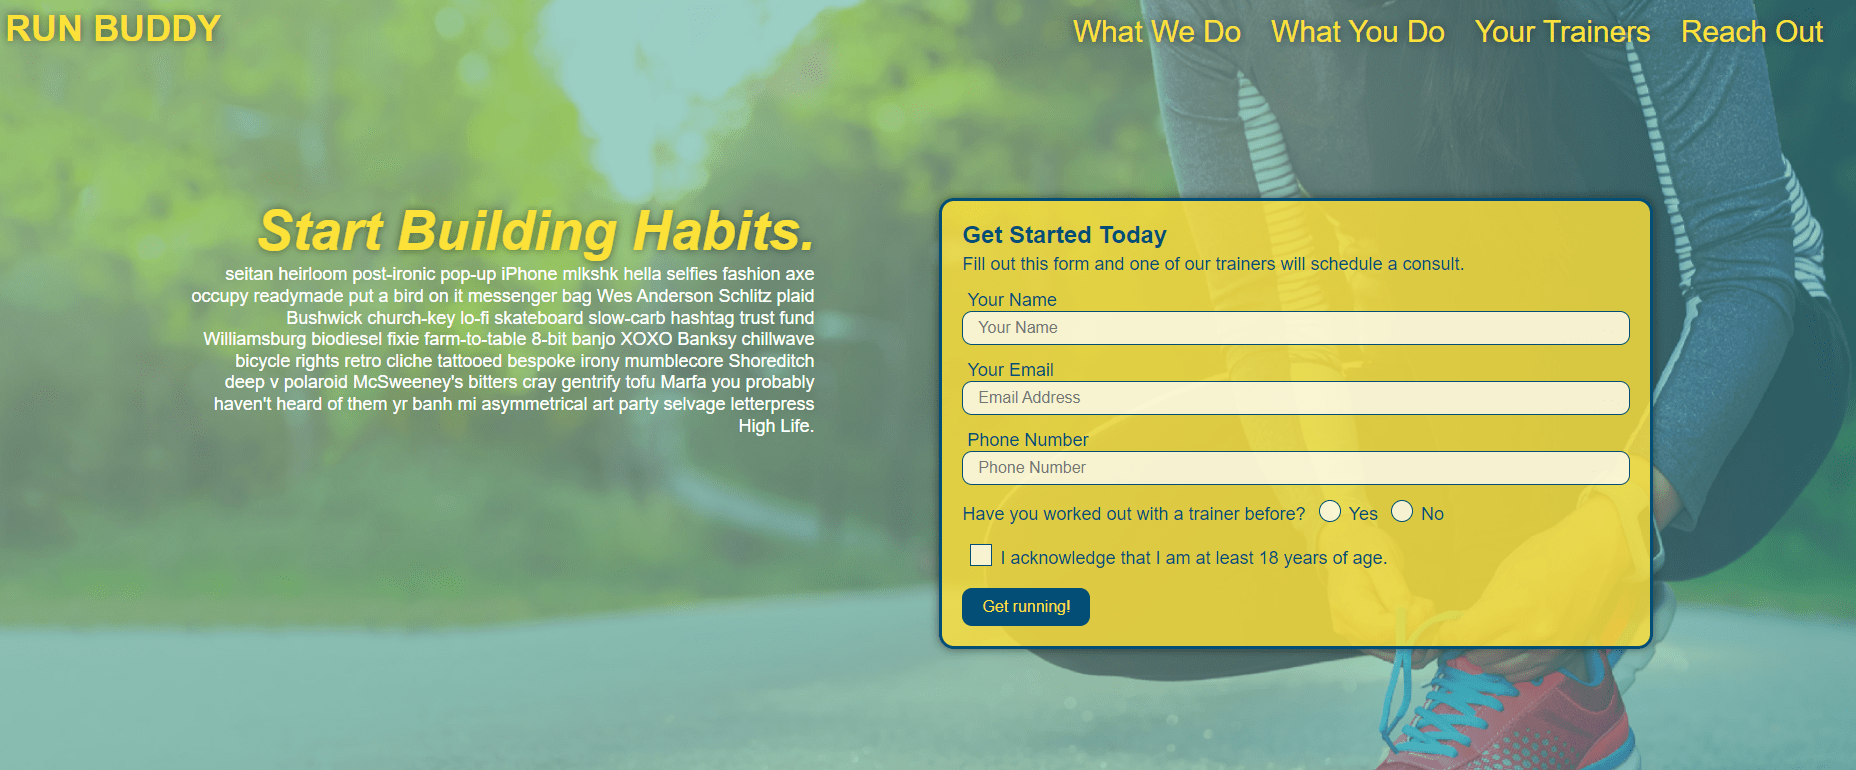 RUN BUDDY
What We Do What You Do Your Trainers Reach Out
Start Building Habits.
seitan heirloom post-ironic pop-up iPhone mlkshk hella selfies fashion axe
occupy readymade put a bird on it messenger bag Wes Anderson Schlitz plaid
Bushwick church-key lo-fi skateboard slow-carb hashtag trust fund
Williamsburg biodiesel fixie farm-to-table 8-bit banjo XOXO Banksy chillwave
bicycle rights retro cliche tattooed bespoke irony mumblecore Shoreditch
deep v polaroid McSweeney's bitters cray gentrify tofu Marfa you probably
haven't heard of them yr banh mi asymmetrical art party selvage letterpress
High Life.
Get Started Today
Fill out this form and one of our trainers will schedule a consult.
Your Name
Your Name
Your Email
Email Address
Phone Number
Phone Number
Have you worked out with a trainer before? Yes No
I acknowledge that I am at least 18 years of age.
Get running!